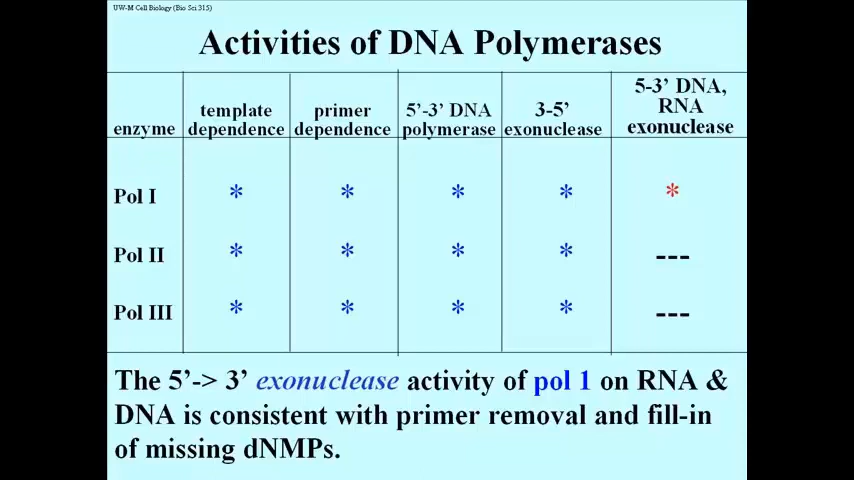 UW-M Cell Biology (Bio Sci 315)
Activities of DNA Polymerases
enzyme template dependence primer dependence 5’-3’ DNA polymerase 3-5’ exonuclease 5-3’ DNA, RNA exonuclease
Pol I * * * * *
Pol II * * * * ---
Pol III * * * * ---
The 5’-> 3’ exonuclease activity of pol 1 on RNA &
DNA is consistent with primer removal and fill-in
of missing dNMPs.